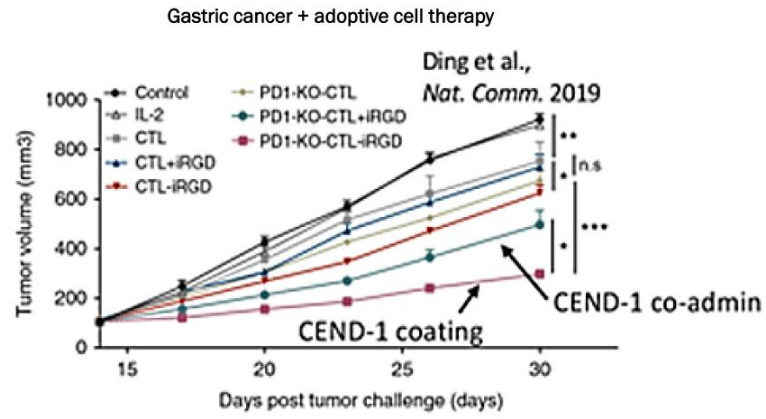 Gastric cancer + adoptive cell therapy
Ding et al.,
Nat. Comm. 2019
Control
IL-2
CTL
CTL+iRGD
CTL-iRGD
PD1-KO-CTL
PD1-KO-CTL+iRGD
PD1-KO-CTL-iRGD
Tumor volume (mm3)
1000
800
600
400
200
0
15
20
25
30
Days post tumor challenge (days)
**
n.s
*
***
*
CEND-1 co-admin
CEND-1 coating